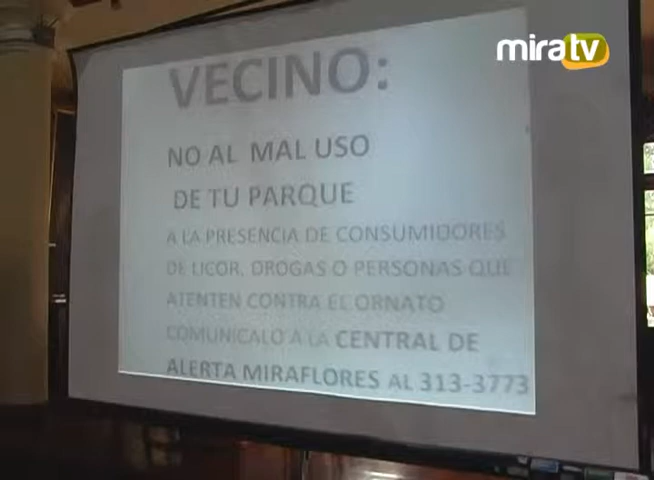 miratv
VECINO:
NO AL MAL USO
DE TU PARQUE
A LA PRESENCIA DE CONSUMIDORES
DE LICOR, DROGAS O PERSONAS QUE
ATENTEN CONTRA EL ORNATO
COMUNICALO A LA CENTRAL DE
ALERTA MIRAFLORES AL 313-3773